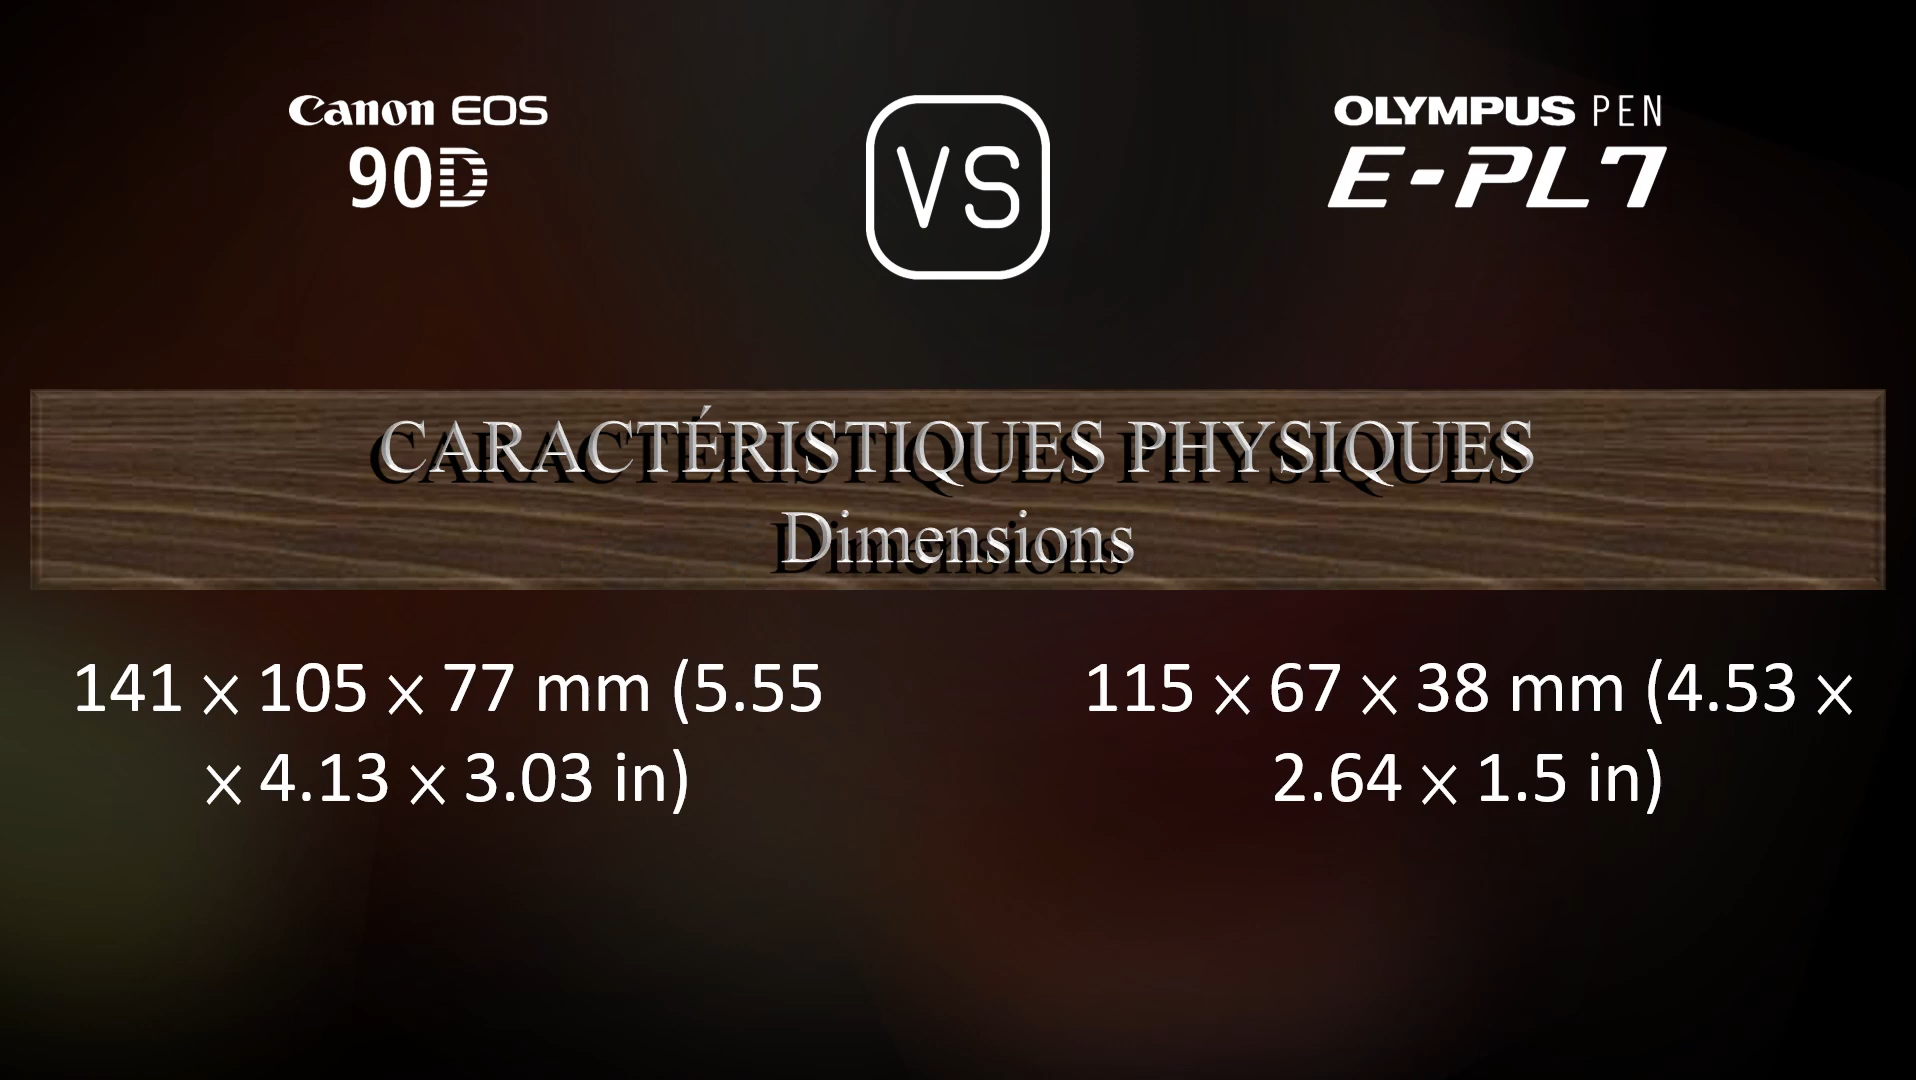 Canon EOS
90D
VS
OLYMPUS PEN
E-PL7
CARACTÉRISTIQUES PHYSIQUES
Dimensions
141 x 105 x 77 mm (5.55
x 4.13 x 3.03 in)
115 x 67 x 38 mm (4.53 x
2.64 x 1.5 in)